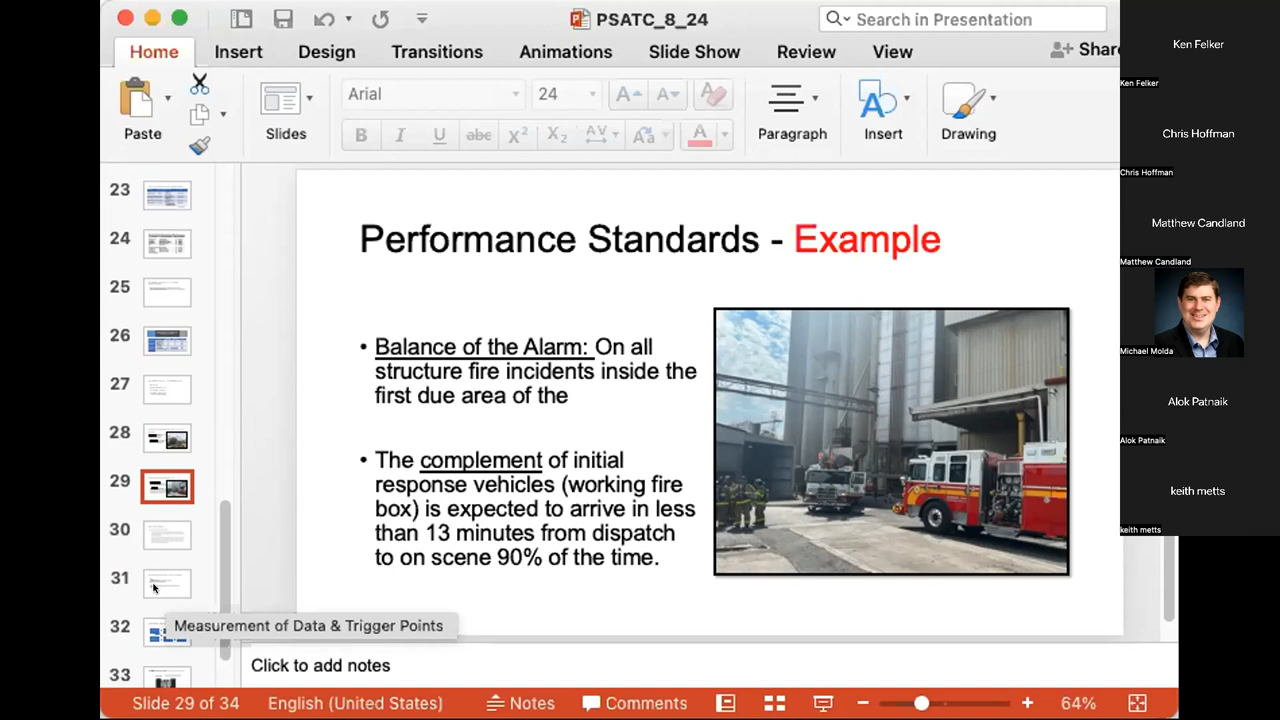 PSATC_8_24
Search in Presentation
Home
Insert
Design
Transitions
Animations
Slide Show
Review
View
Shar
Paste
Slides
Arial
24
B I U abc X² X₂ AV Aa A
Paragraph
Insert
Drawing
23
24
25
26
27
28
29
30
31
32
33
Measurement of Data & Trigger Points
Performance Standards - Example
• Balance of the Alarm: On all
structure fire incidents inside the
first due area of the
• The complement of initial
response vehicles (working fire
box) is expected to arrive in less
than 13 minutes from dispatch
to on scene 90% of the time.
Click to add notes
Slide 29 of 34
English (United States)
Notes
Comments
64%
Ken Felker
Ken Felker
Chris Hoffman
Chris Hoffman
Matthew Candland
Matthew Candland
Michael Molda
Alok Patnaik
Alok Patnaik
keith metts
keith metts